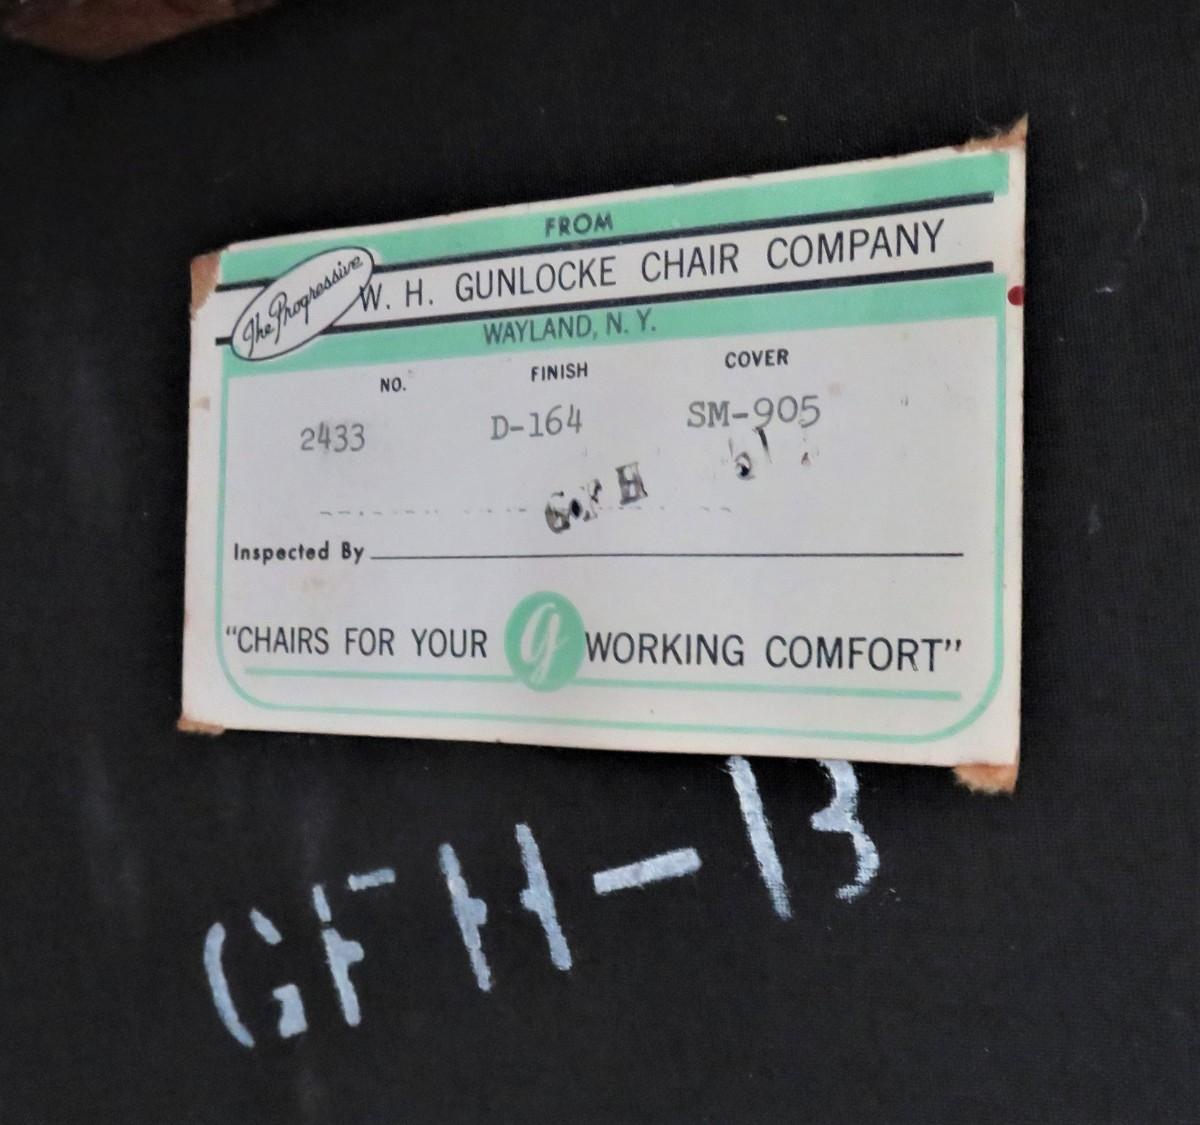 FROM
The Progressive
W. H. GUNLOCKE CHAIR COMPANY
WAYLAND, N. Y.
NO. FINISH COVER
2433 D-164 SM-905
Inspected By
"CHAIRS FOR YOUR g WORKING COMFORT"
GFH-13